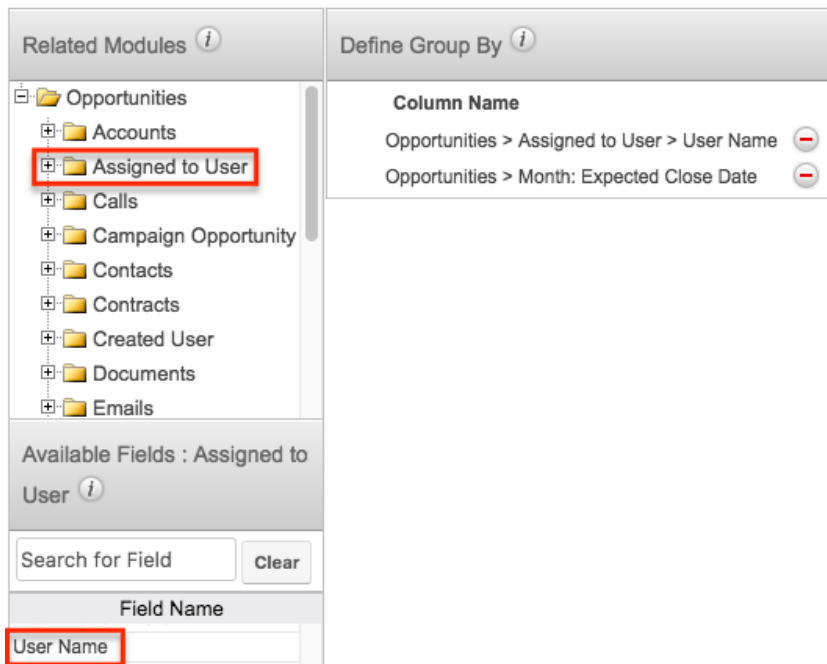 Related Modules i
Opportunities
Accounts
Assigned to User
Calls
Campaign Opportunity
Contacts
Contracts
Created User
Documents
Emails
Available Fields : Assigned to
User i
Search for Field Clear
Field Name
User Name
Define Group By i
Column Name
Opportunities > Assigned to User > User Name
Opportunities > Month: Expected Close Date